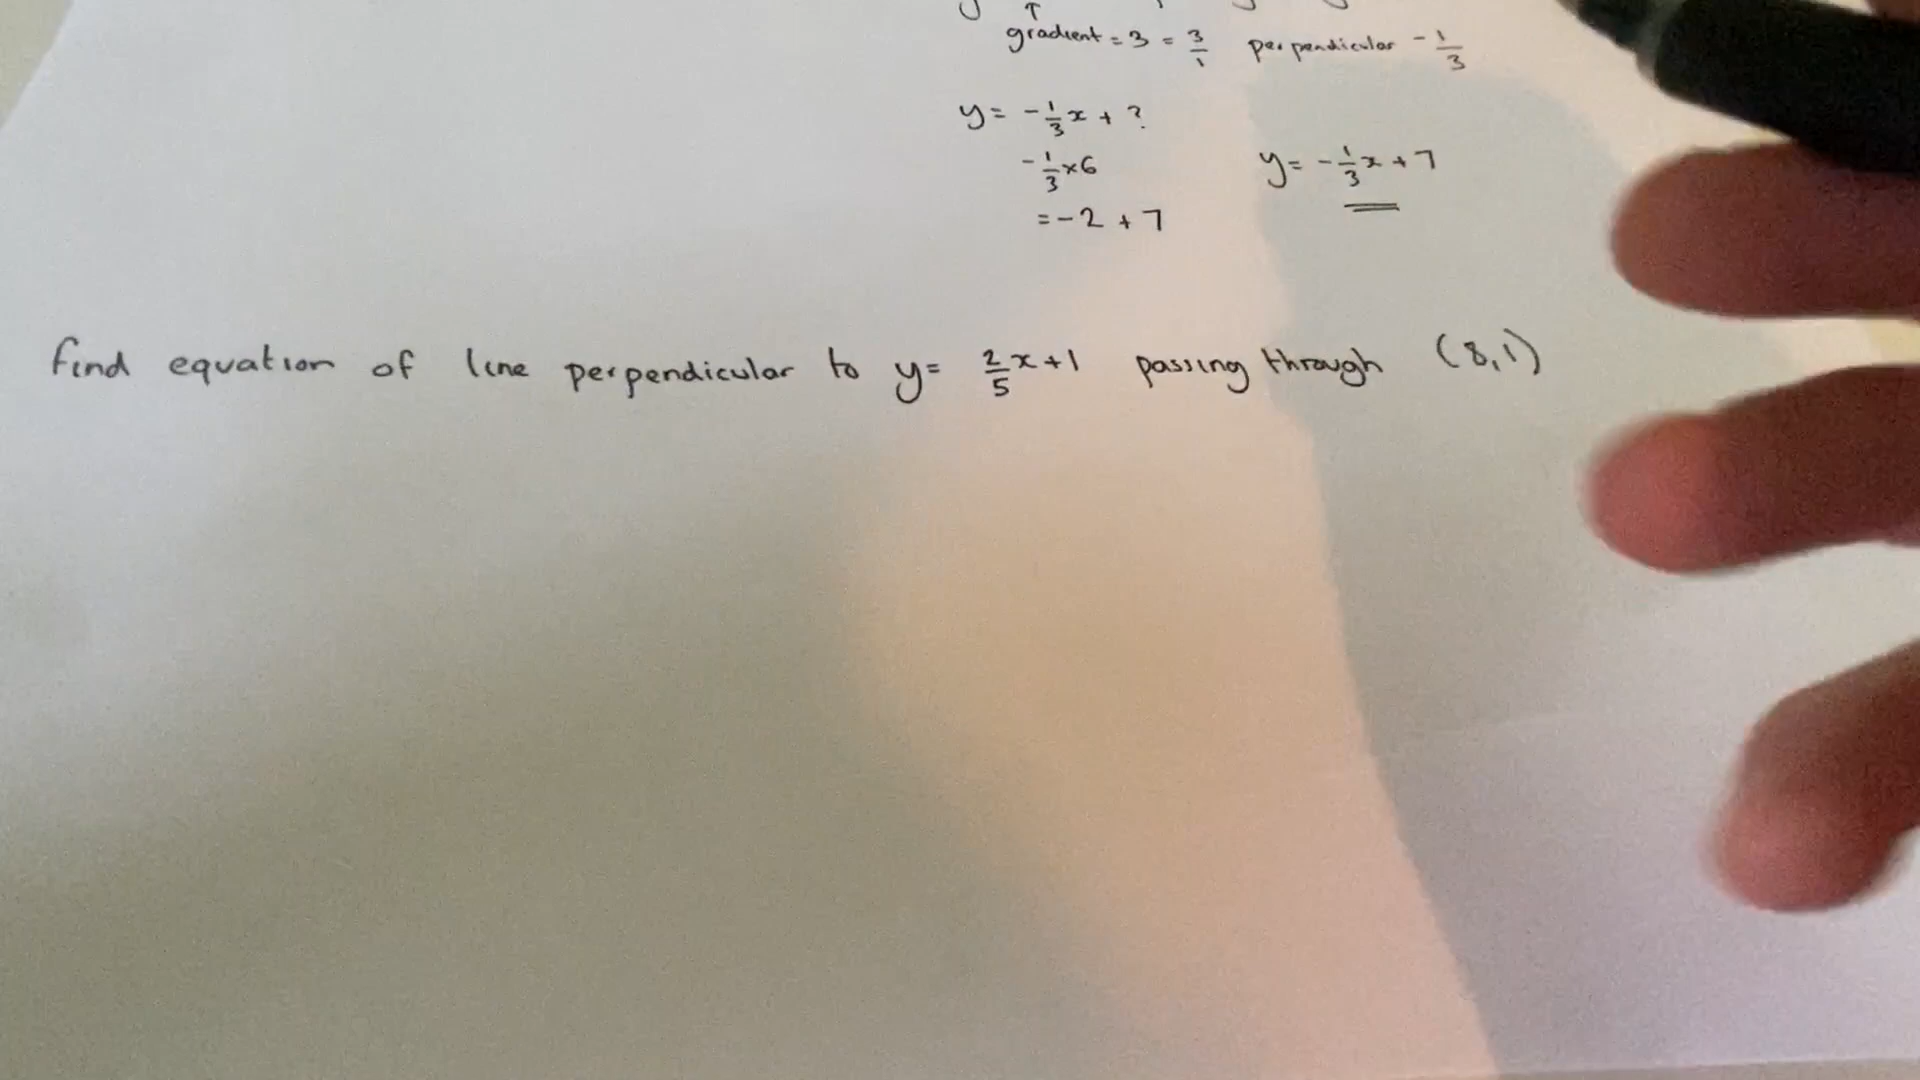 gradient = 3 = 3/1 perpendicular -1/3
y = -1/3x + ?
-1/3 × 6
y = -1/3x + 7
= -2 + 7
find equation of line perpendicular to y = 2/5x + 1 passing through (8,1)